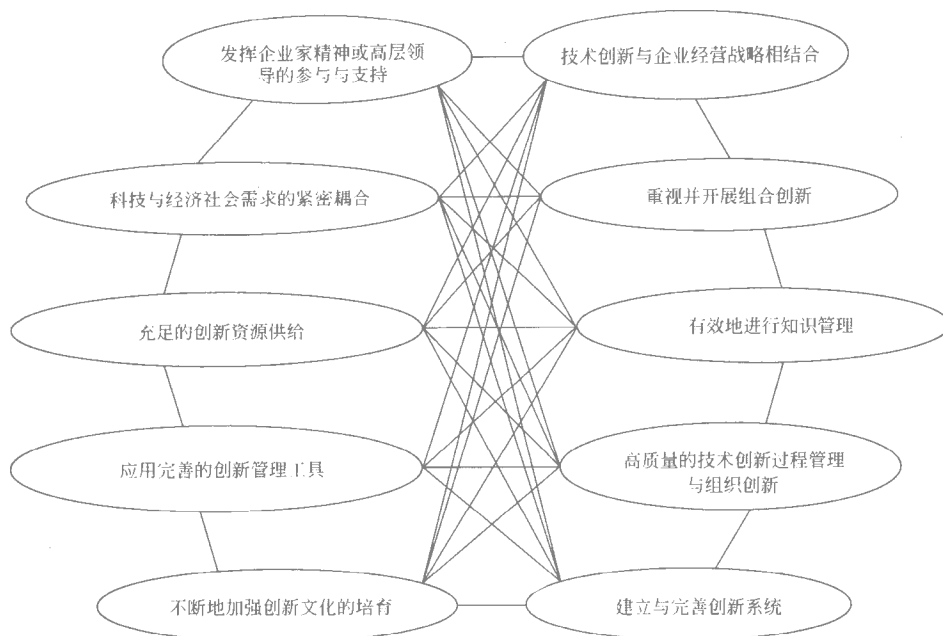 发挥企业家精神或高层领
导的参与与支持
技术创新与企业经营战略相结合
科技与经济社会需求的紧密耦合
重视并开展组合创新
充足的创新资源供给
有效地进行知识管理
应用完善的创新管理工具
高质量的技术创新过程管理
与组织创新
不断地加强创新文化的培育
建立与完善创新系统